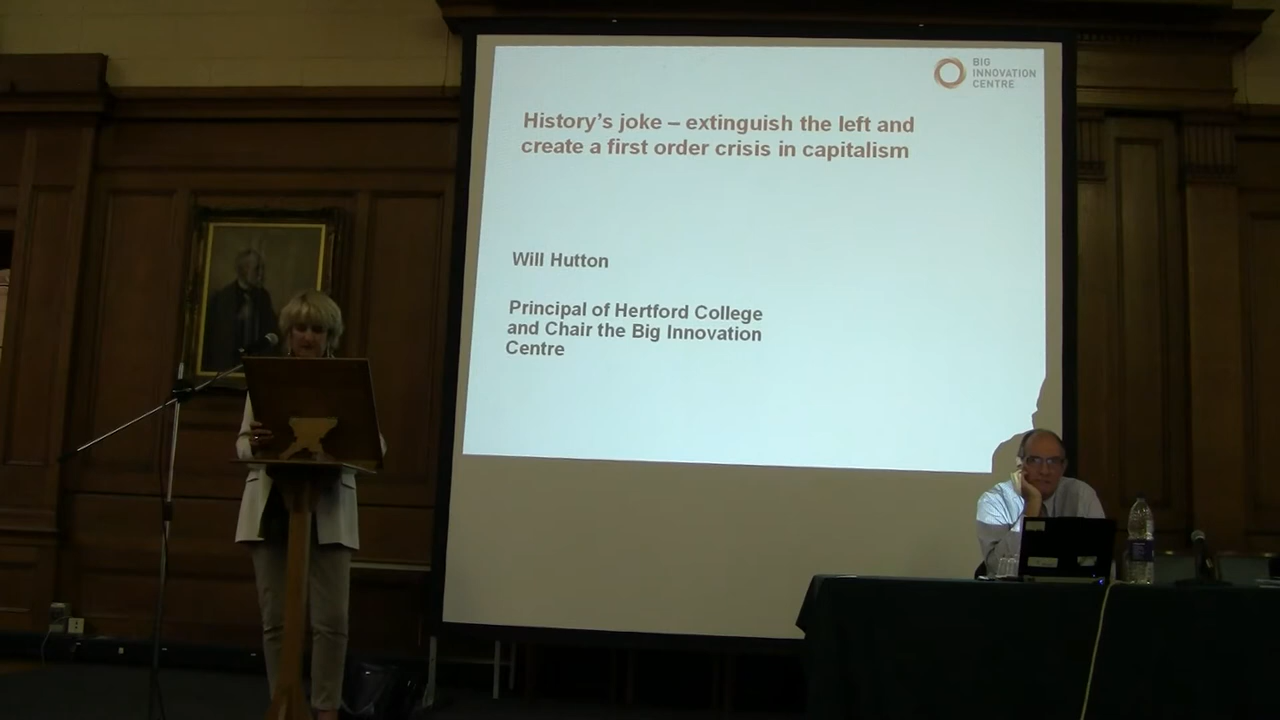 BIG
INNOVATION
CENTRE
History's joke – extinguish the left and
create a first order crisis in capitalism
Will Hutton
Principal of Hertford College
and Chair the Big Innovation
Centre